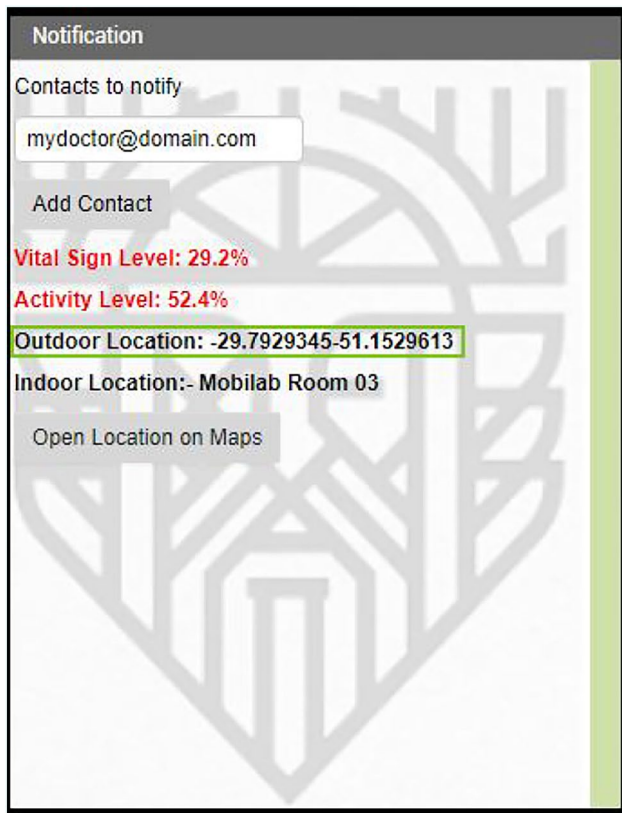 Notification
Contacts to notify
mydoctor@domain.com
Add Contact
Vital Sign Level: 29.2%
Activity Level: 52.4%
Outdoor Location: -29.7929345-51.1529613
Indoor Location:- Mobilab Room 03
Open Location on Maps